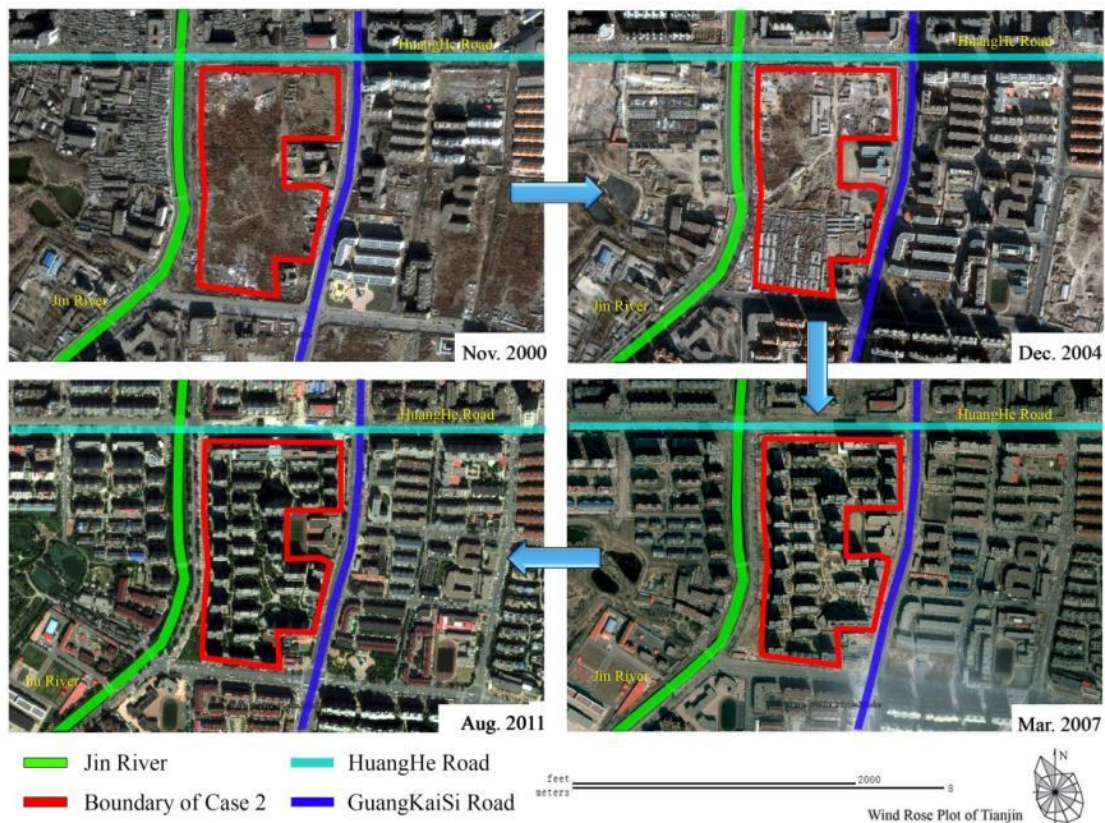 HuangHe Road
Jin River
Nov. 2000
HuangHe Road
Jin River
Dec. 2004
HuangHe Road
Jin River
Aug. 2011
HuangHe Road
Jin River
Mar. 2007
Jin River
HuangHe Road
Boundary of Case 2
GuangKaiSi Road
feet
2000
meters
8
N
Wind Rose Plot of Tianjin